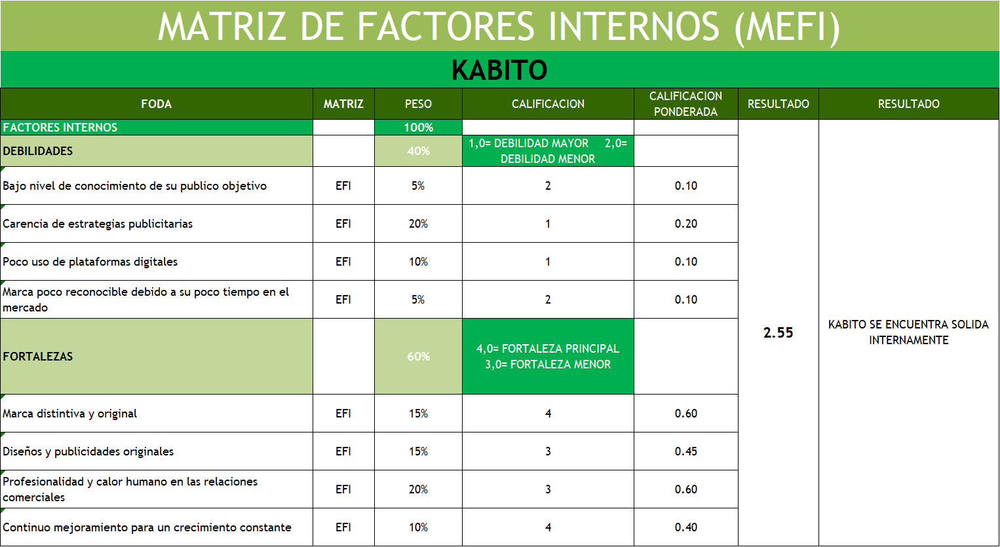 MATRIZ DE FACTORES INTERNOS (MEFI)
KABITO
FODA MATRIZ PESO CALIFICACION CALIFICACION PONDERADA RESULTADO RESULTADO
FACTORES INTERNOS 100%
DEBILIDADES 40% 1,0= DEBILIDAD MAYOR 2,0=
DEBILIDAD MENOR
Bajo nivel de conocimiento de su publico objetivo EFI 5% 2 0.10
Carencia de estrategias publicitarias EFI 20% 1 0.20
Poco uso de plataformas digitales EFI 10% 1 0.10
Marca poco reconocible debido a su poco tiempo en el
mercado EFI 5% 2 0.10
FORTALEZAS 60% 4,0= FORTALEZA PRINCIPAL
3,0= FORTALEZA MENOR
2.55 KABITO SE ENCUENTRA SOLIDA
INTERNAMENTE
Marca distintiva y original EFI 15% 4 0.60
Diseños y publicidades originales EFI 15% 3 0.45
Profesionalidad y calor humano en las relaciones
comerciales EFI 20% 3 0.60
Continuo mejoramiento para un crecimiento constante EFI 10% 4 0.40